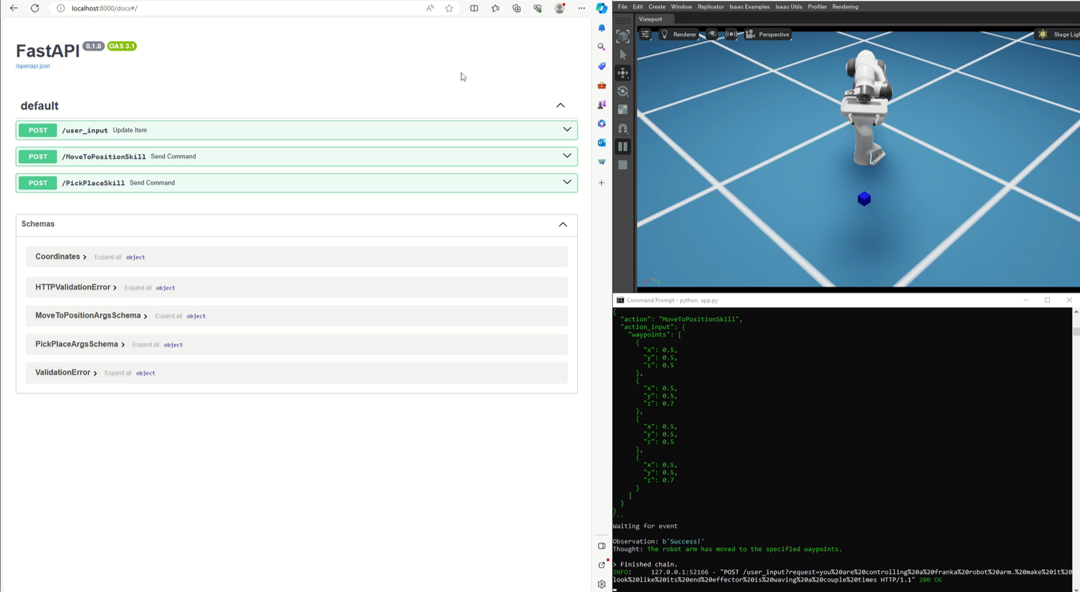 localhost:8000/docs#/
FastAPI 0.1.0 OAS 3.1
/openapi.json
default
POST /user_input Update Item
POST /MoveToPositionSkill Send Command
POST /PickPlaceSkill Send Command
Schemas
Coordinates > Expand all object
HTTPValidationError > Expand all object
MoveToPositionArgsSchema > Expand all object
PickPlaceArgsSchema > Expand all object
ValidationError > Expand all object
File Edit Create Window Replicator Isaac Examples Isaac Utils Profiler Rendering
Viewport
Renderer Perspective Stage Ligh
Command Prompt - python app.py
{
"action": "MoveToPositionSkill",
"action_input": {
"waypoints": [
{
"x": 0.5,
"y": 0.5,
"z": 0.5
},
{
"x": 0.5,
"y": 0.5,
"z": 0.7
},
{
"x": 0.5,
"y": 0.5,
"z": 0.5
},
{
"x": 0.5,
"y": 0.5,
"z": 0.7
}
]
}
}
Waiting for event
Observation: b'Success!'
Thought: The robot arm has moved to the specified waypoints.
> Finished chain.
INFO: 127.0.0.1:52166 - "POST /user_input?request=you%20are%20controlling%20a%20franka%20robot%20arm.%20make%20it%20
look%20like%20its%20end%20effector%20is%20waving%20a%20couple%20times HTTP/1.1" 200 OK